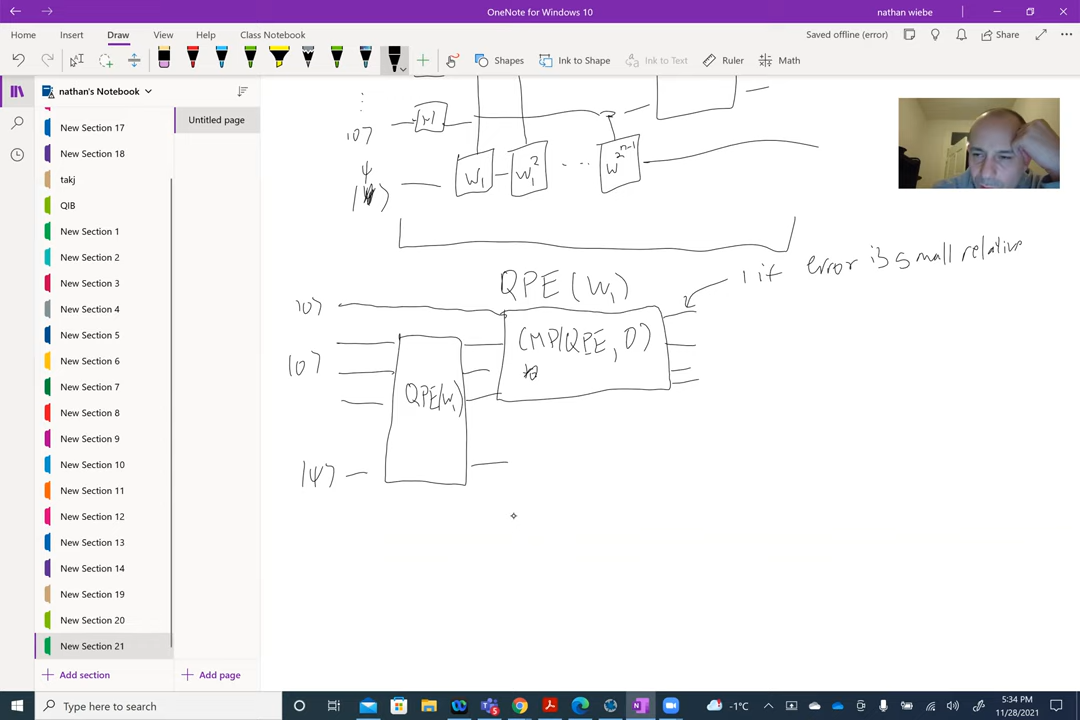 OneNote for Windows 10
nathan wiebe
Home
Insert
Draw
View
Help
Class Notebook
Saved offline (error)
Share
Shapes
Ink to Shape
Ink to Text
Ruler
Math
nathan's Notebook
Untitled page
New Section 17
New Section 18
takj
QIB
New Section 1
New Section 2
New Section 3
New Section 4
New Section 5
New Section 6
New Section 7
New Section 8
New Section 9
New Section 10
New Section 11
New Section 12
New Section 13
New Section 14
New Section 19
New Section 20
New Section 21
Add section
Add page
|0⟩
H
ψ
W₁
W₁²
...
W^2^n-1
QPE(W₁)
1 if error is small relative
|0⟩
|0⟩
QPE(W₁)
(MP(QPE, 0)
|ψ⟩
Type here to search
-1°C
5:34 PM
11/28/2021